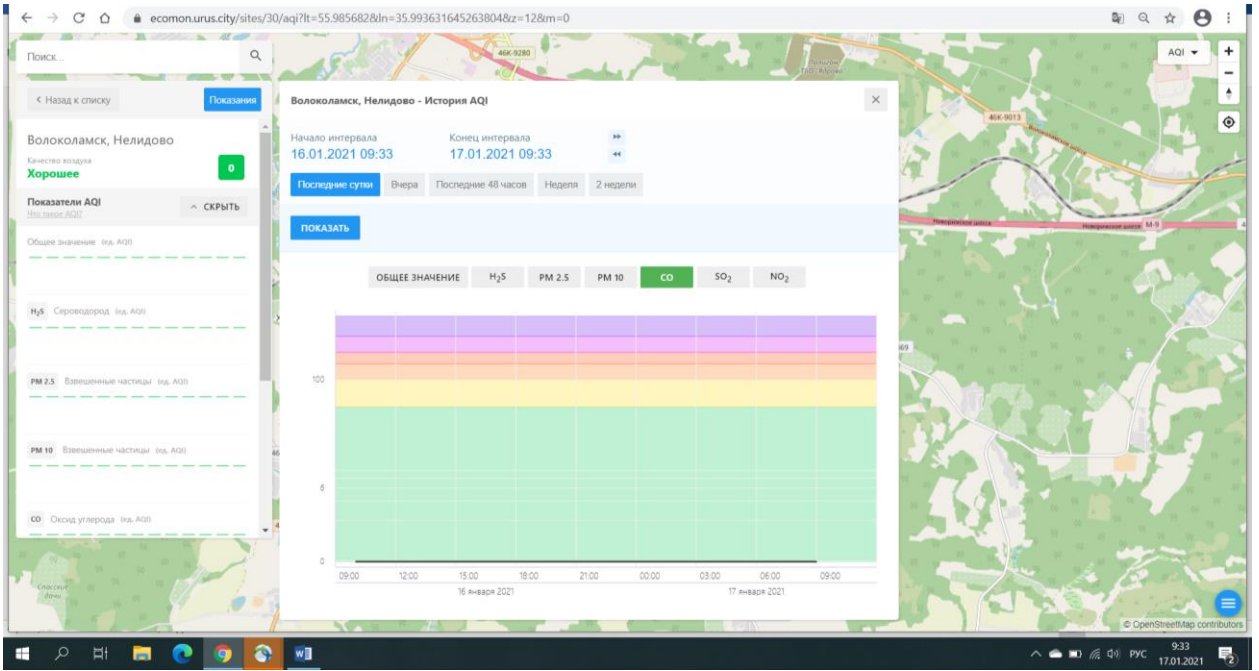 ecomon.urus.city/sites/30/aqi?lt=55.985682&ln=35.993631645263804&z=12&m=0
Поиск...
46К-9280
AQI
< Назад к списку
Показания
Волоколамск, Нелидово - История AQI
46К-9013
Волоколамск, Нелидово
Качество воздуха
Хорошее
0
Начало интервала
Конец интервала
16.01.2021 09:33
17.01.2021 09:33
Последние сутки
Вчера
Последние 48 часов
Неделя
2 недели
Показатели AQI
Что такое AQI?
СКРЫТЬ
ПОКАЗАТЬ
Новорижское шоссе
Новорижское шоссе
М-9
Общее значение (ед. AQI)
ОБЩЕЕ ЗНАЧЕНИЕ
H₂S
PM 2.5
PM 10
CO
SO₂
NO₂
H₂S Сероводород (ед. AQI)
PM 2.5 Взвешенные частицы (ед. AQI)
PM 10 Взвешенные частицы (ед. AQI)
CO Оксид углерода (ед. AQI)
100
6
0
09:00
12:00
15:00
18:00
21:00
00:00
03:00
06:00
09:00
16 января 2021
17 января 2021
Спасские дачи
© OpenStreetMap contributors
РУС
9:33
17.01.2021
2